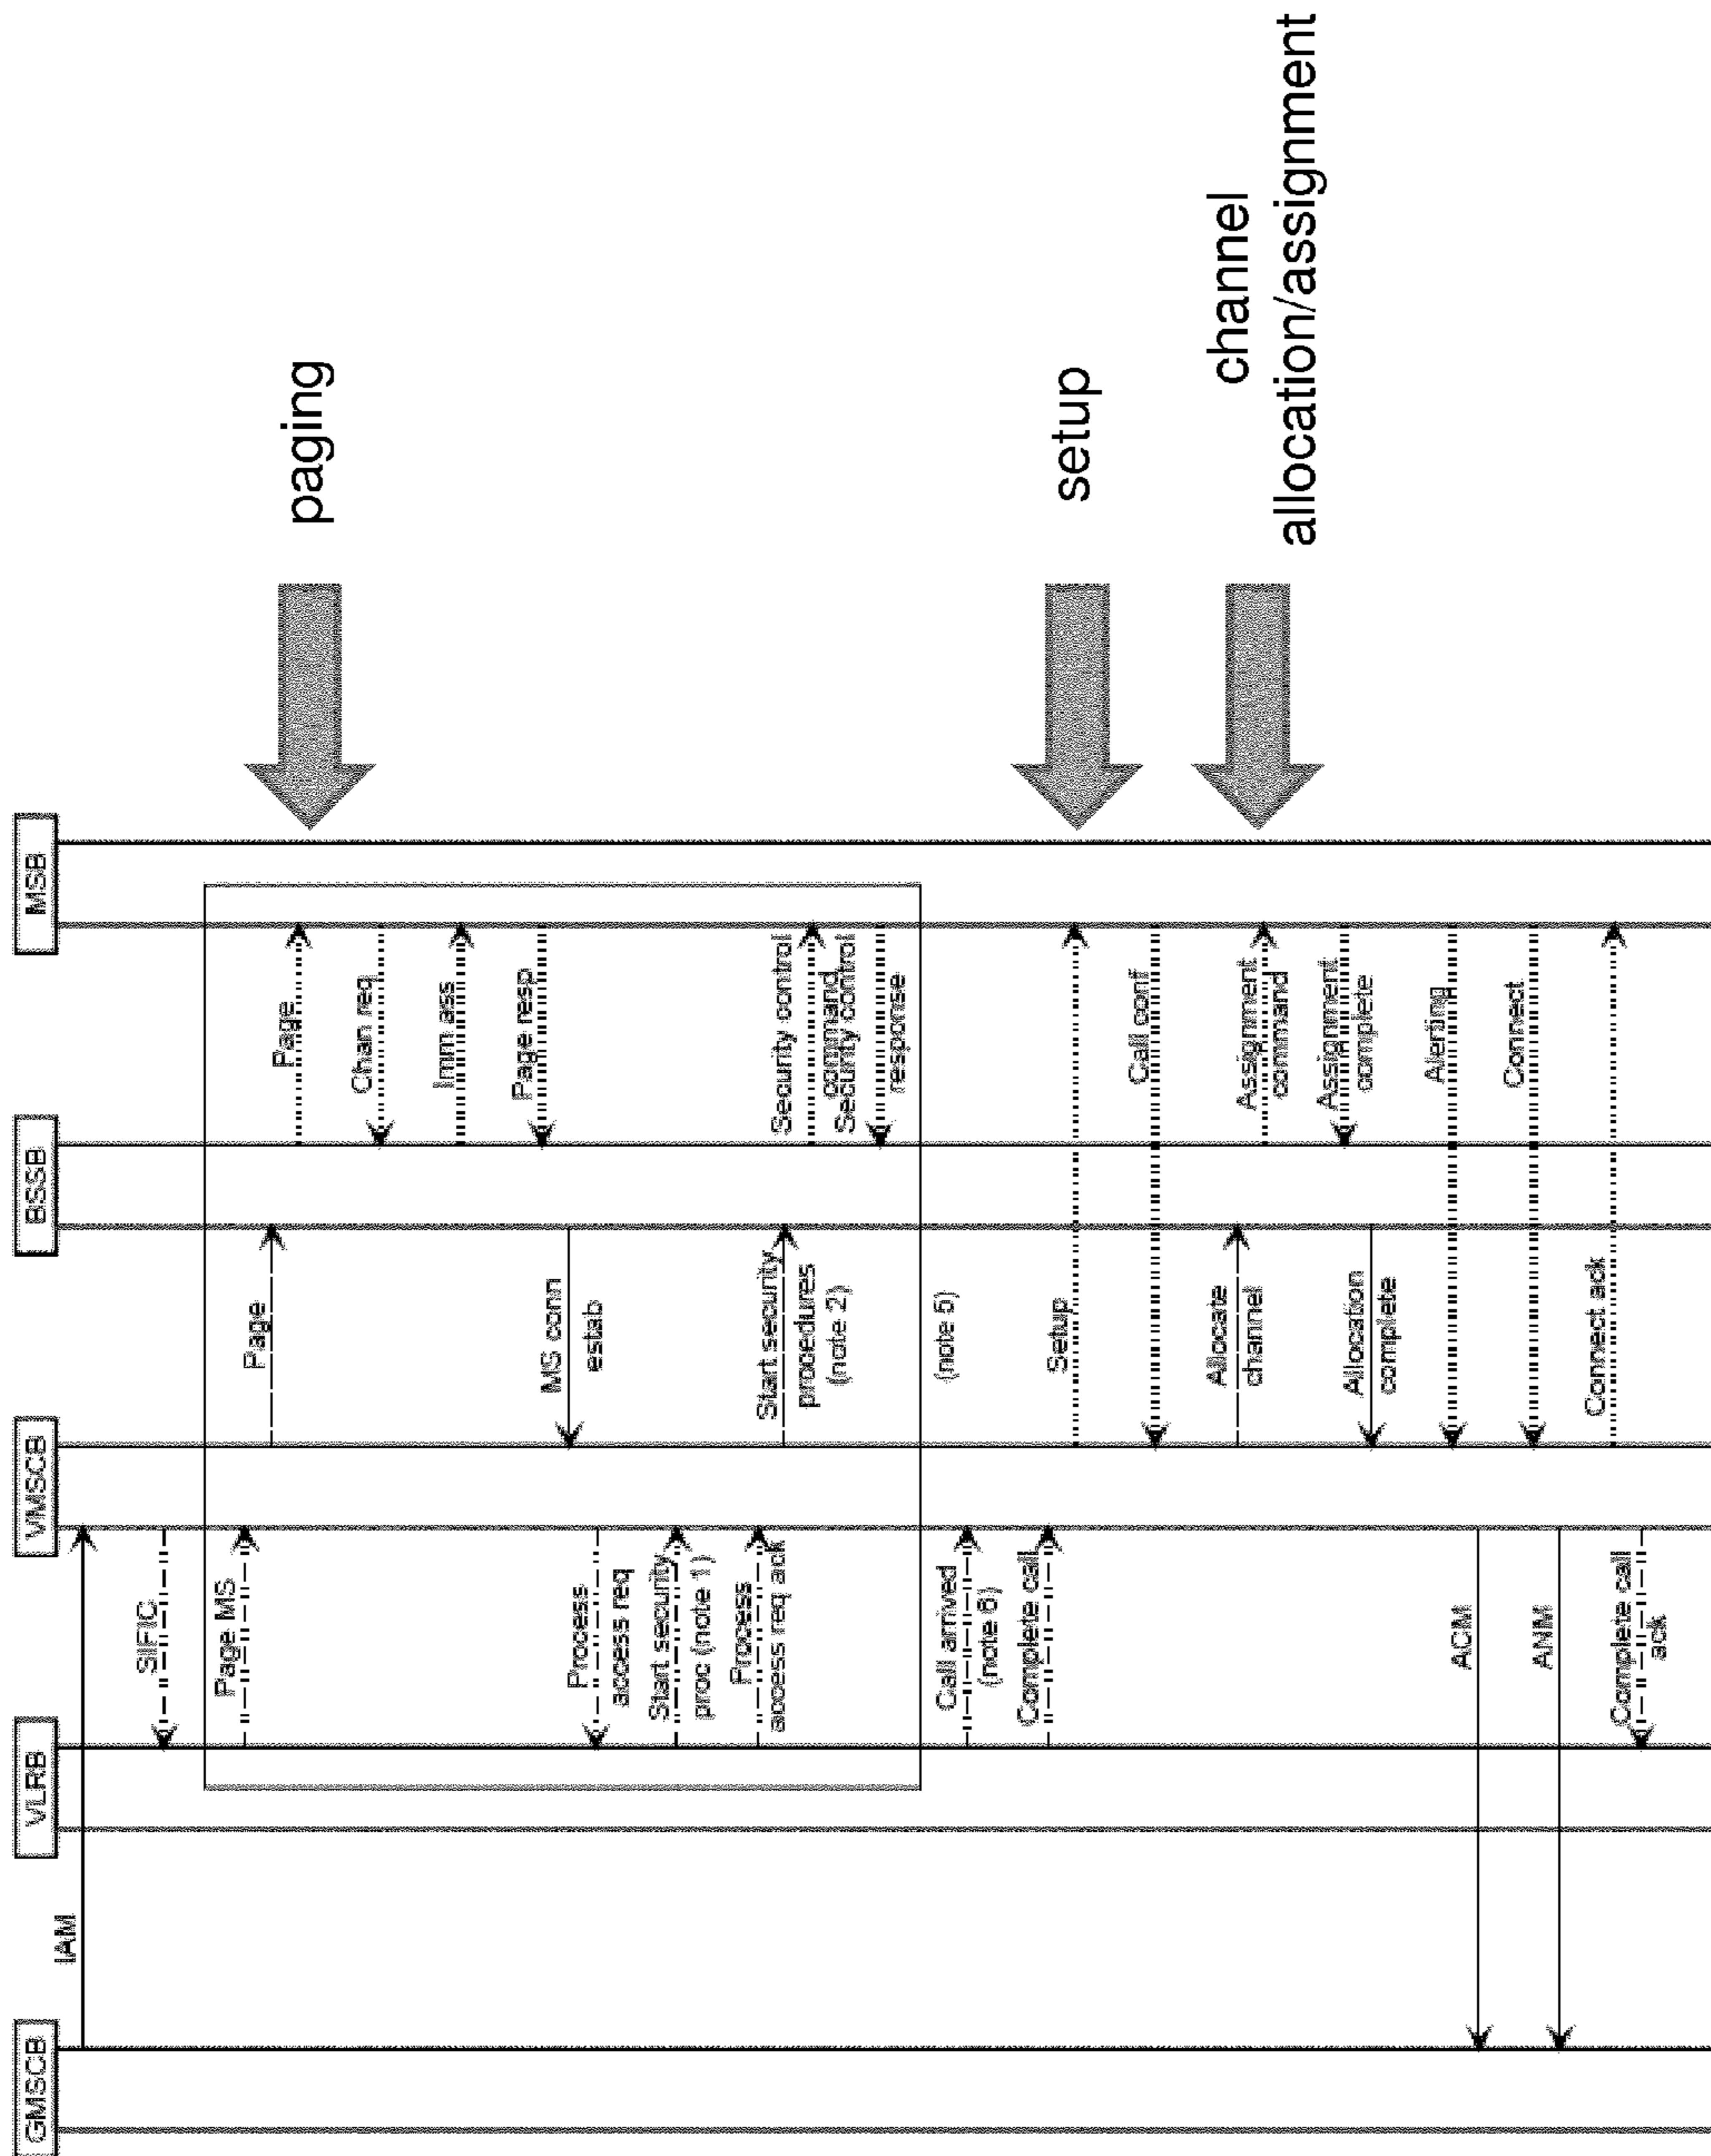 GMSCB
VLRB
VMSCB
BSSB
MSB
IAM
SIFIC
Page MS
Page
Page
paging
Chan req
Imm ass
Page resp
MS conn
estab
Process
access req
Start security
proc (note 1)
Process
access req ack
Start security
procedures
(note 2)
Security control
command
Security control
response
Call arrived
(note 6)
(note 5)
Complete call
Setup
setup
Call conf
Allocate
channel
Assignment
command
channel
allocation/assignment
Assignment
complete
Allocation
complete
Alerting
ACM
Connect
ANM
Connect ack
Complete call
ack